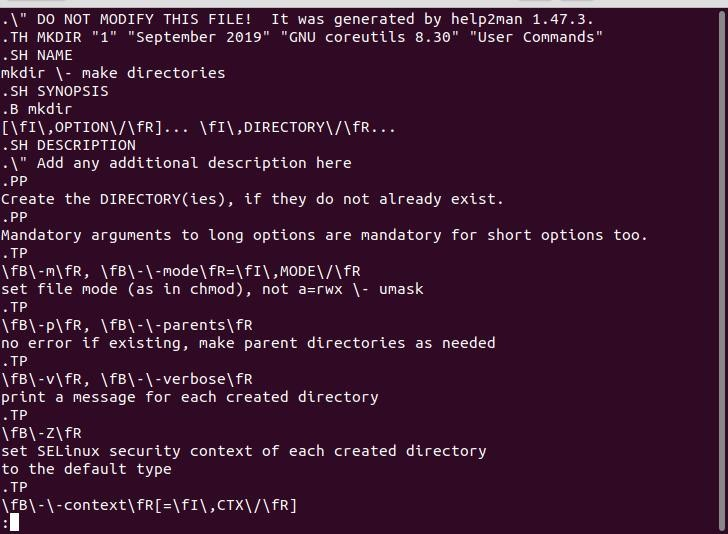 .\" DO NOT MODIFY THIS FILE!  It was generated by help2man 1.47.3.
.TH MKDIR "1" "September 2019" "GNU coreutils 8.30" "User Commands"
.SH NAME
mkdir \- make directories
.SH SYNOPSIS
.B mkdir
[\fI\,OPTION\/\fR]... \fI\,DIRECTORY\/\fR...
.SH DESCRIPTION
.\" Add any additional description here
.PP
Create the DIRECTORY(ies), if they do not already exist.
.PP
Mandatory arguments to long options are mandatory for short options too.
.TP
\fB\-m\fR, \fB\-\-mode\fR=\fI\,MODE\/\fR
set file mode (as in chmod), not a=rwx \- umask
.TP
\fB\-p\fR, \fB\-\-parents\fR
no error if existing, make parent directories as needed
.TP
\fB\-v\fR, \fB\-\-verbose\fR
print a message for each created directory
.TP
\fB\-Z\fR
set SELinux security context of each created directory
to the default type
.TP
\fB\-\-context\fR[=\fI\,CTX\/\fR]
: